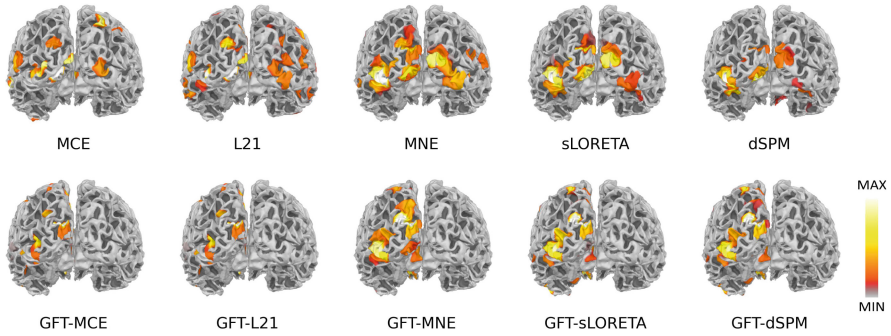 MCE
L21
MNE
sLORETA
dSPM
MAX
MIN
GFT-MCE
GFT-L21
GFT-MNE
GFT-sLORETA
GFT-dSPM